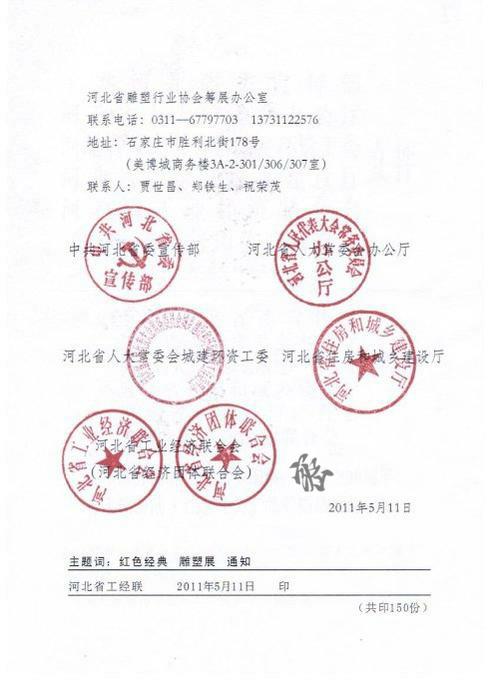 河北省雕塑行业协会筹展办公室
联系电话：0311—67797703 13731122576
地址：石家庄市胜利北街178号
（美博城商务楼3A-2-301/306/307室）
联系人：贾世昌、郑铁生、祝荣茂
中共河北省委宣传部 河北省人大常委会办公厅
中共河北省委
宣传部
河北省人民代表大会常务委员会
办公厅
河北省人大常委会城建环资工委 河北省住房和城乡建设厅
河北省住房和城乡建设厅
河北省工业经济联合会
（河北省经济团体联合会）
河北省工业经济联合会
河北省经济团体联合会
2011年5月11日
主题词：红色经典 雕塑展 通知
河北省工经联 2011年5月11日 印
（共印150份）